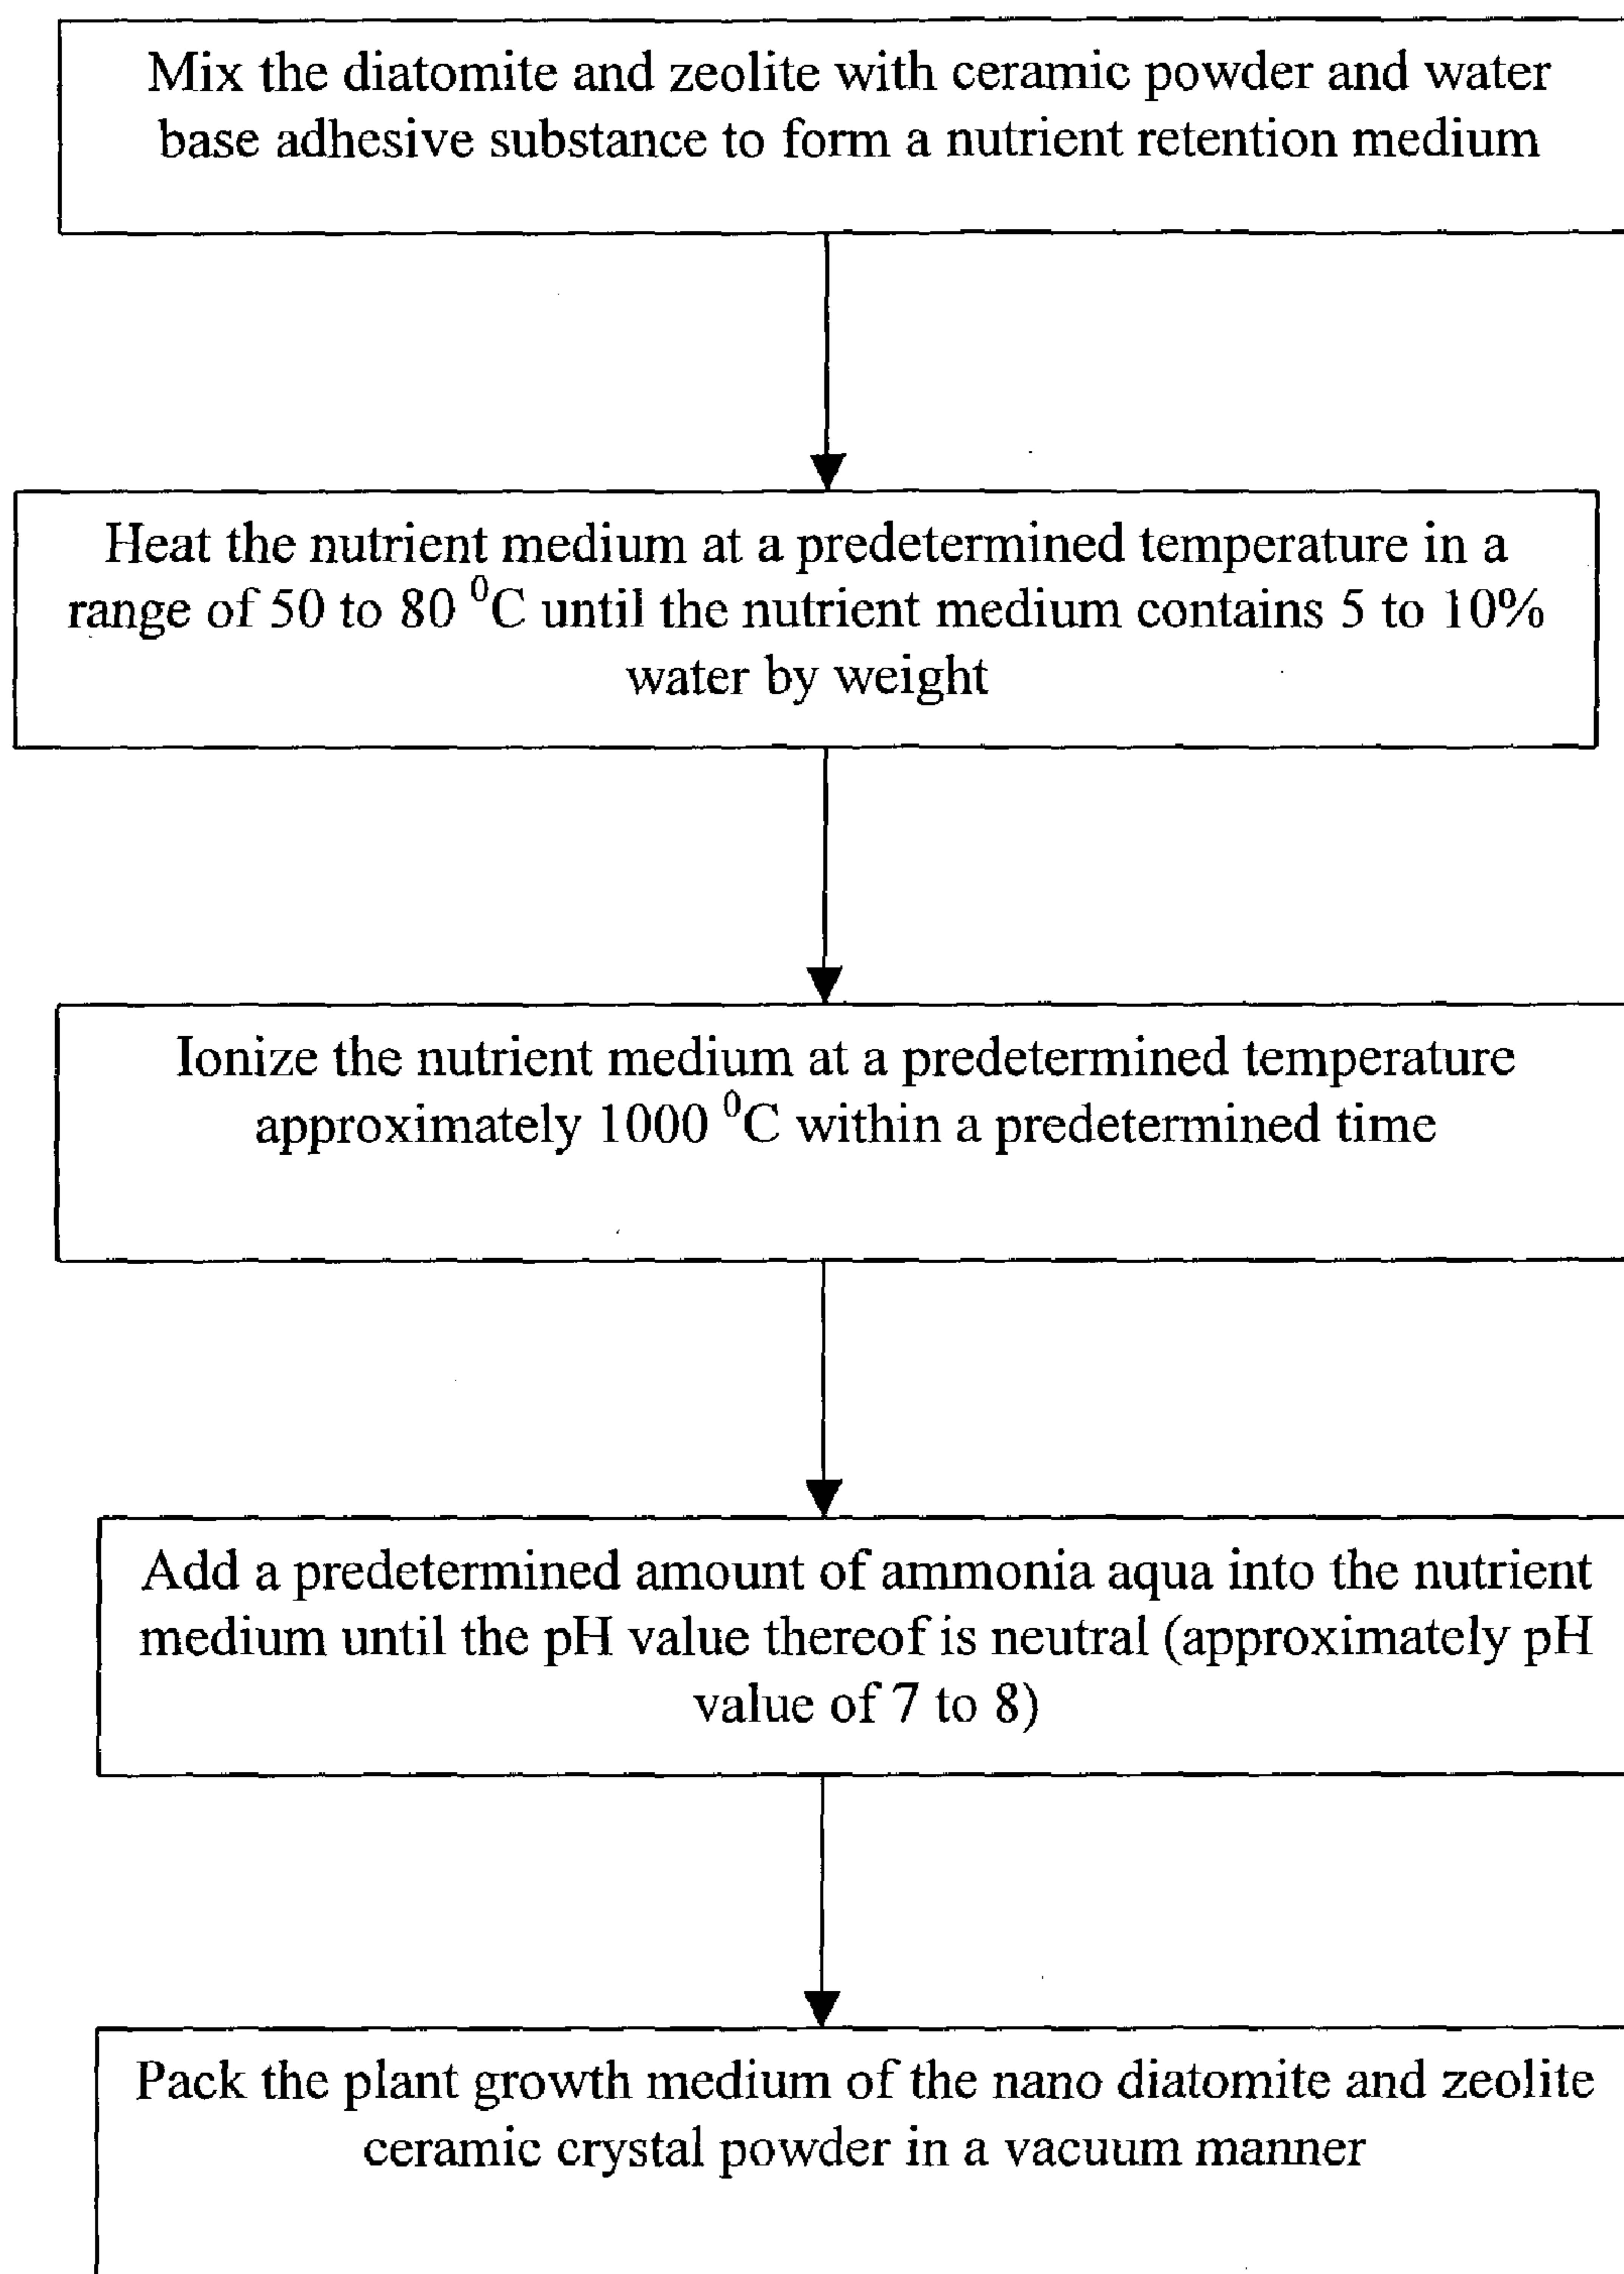 Mix the diatomite and zeolite with ceramic powder and water
base adhesive substance to form a nutrient retention medium
Heat the nutrient medium at a predetermined temperature in a
range of 50 to 80 ⁰C until the nutrient medium contains 5 to 10%
water by weight
Ionize the nutrient medium at a predetermined temperature
approximately 1000 ⁰C within a predetermined time
Add a predetermined amount of ammonia aqua into the nutrient
medium until the pH value thereof is neutral (approximately pH
value of 7 to 8)
Pack the plant growth medium of the nano diatomite and zeolite
ceramic crystal powder in a vacuum manner